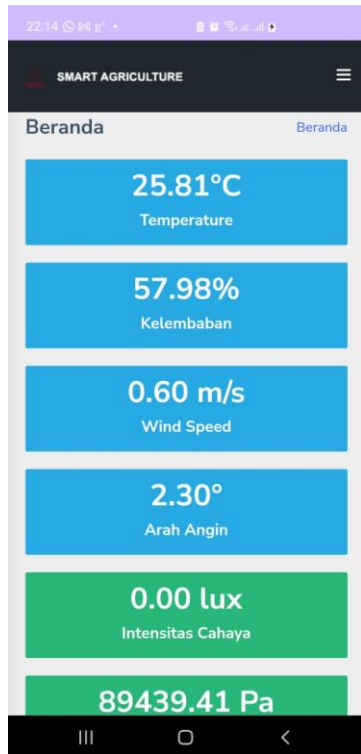 22:14
SMART AGRICULTURE
Beranda
Beranda
25.81°C
Temperature
57.98%
Kelembaban
0.60 m/s
Wind Speed
2.30°
Arah Angin
0.00 lux
Intensitas Cahaya
89439.41 Pa